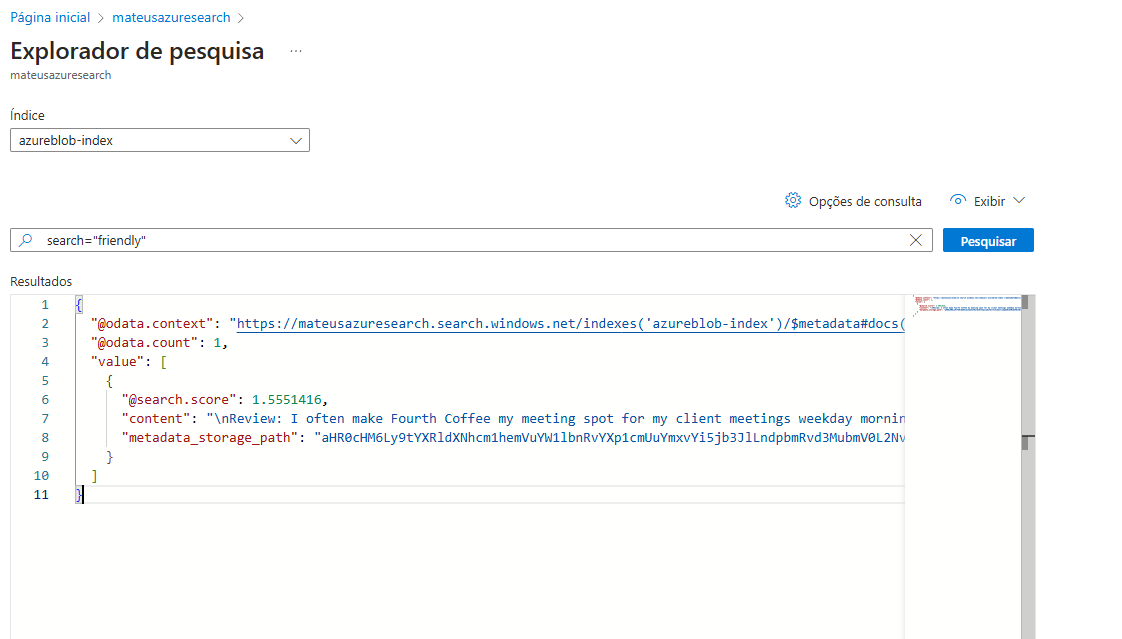 Página inicial > mateusazuresearch >
Explorador de pesquisa ...
mateusazuresearch
Índice
azureblob-index
Opções de consulta Exibir
search="friendly"
Pesquisar
Resultados
1 {
2 "@odata.context": "https://mateusazuresearch.search.windows.net/indexes('azureblob-index')/$metadata#docs(
3 "@odata.count": 1,
4 "value": [
5 {
6 "@search.score": 1.5551416,
7 "content": "\nReview: I often make Fourth Coffee my meeting spot for my client meetings weekday mornin
8 "metadata_storage_path": "aHR0cHM6Ly9tYXRldXNhcm1hemVuYW1lbnRvYXp1cmUuYmxvYi5jb3JlLndpbmRvd3MubmV0L2Nv
9 }
10 ]
11 }